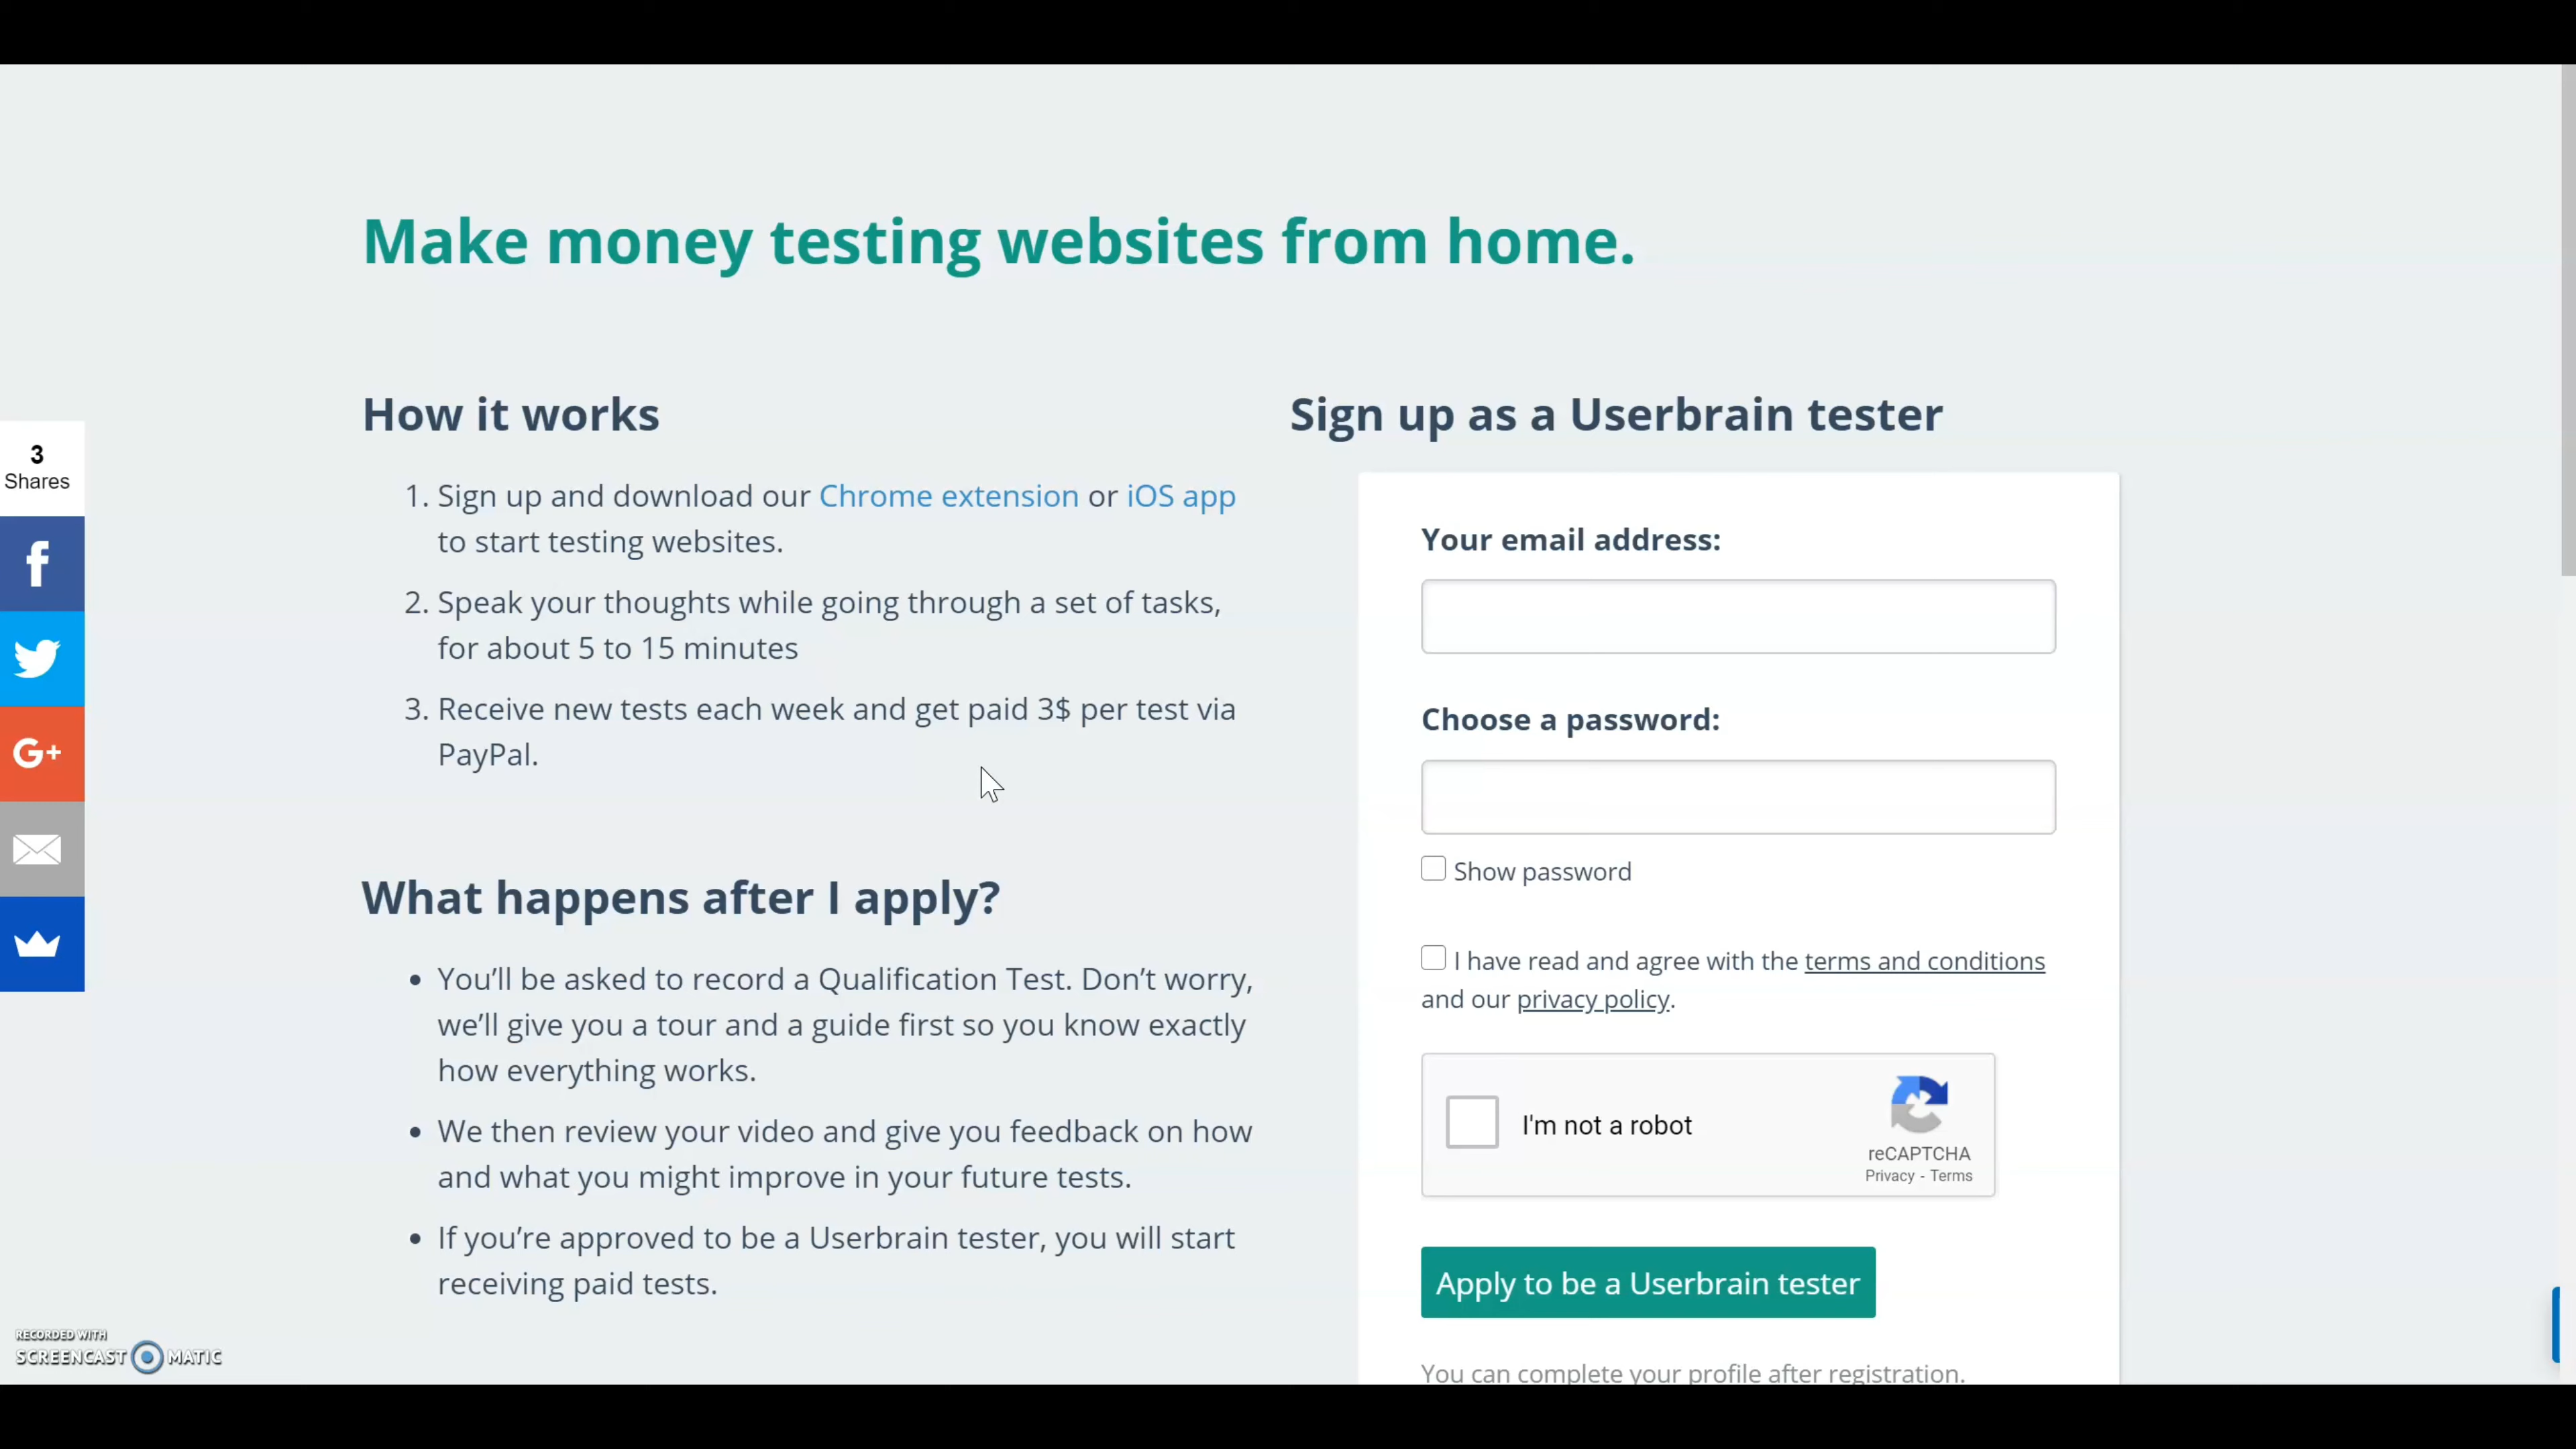 Make money testing websites from home.
3
Shares
How it works
1. Sign up and download our Chrome extension or iOS app
to start testing websites.
2. Speak your thoughts while going through a set of tasks,
for about 5 to 15 minutes
3. Receive new tests each week and get paid 3$ per test via
PayPal.
What happens after I apply?
• You’ll be asked to record a Qualification Test. Don’t worry,
we’ll give you a tour and a guide first so you know exactly
how everything works.
• We then review your video and give you feedback on how
and what you might improve in your future tests.
• If you’re approved to be a Userbrain tester, you will start
receiving paid tests.
Sign up as a Userbrain tester
Your email address:
Choose a password:
Show password
I have read and agree with the terms and conditions
and our privacy policy.
I'm not a robot
reCAPTCHA
Privacy - Terms
Apply to be a Userbrain tester
You can complete your profile after registration.
RECORDED WITH
SCREENCAST MATIC